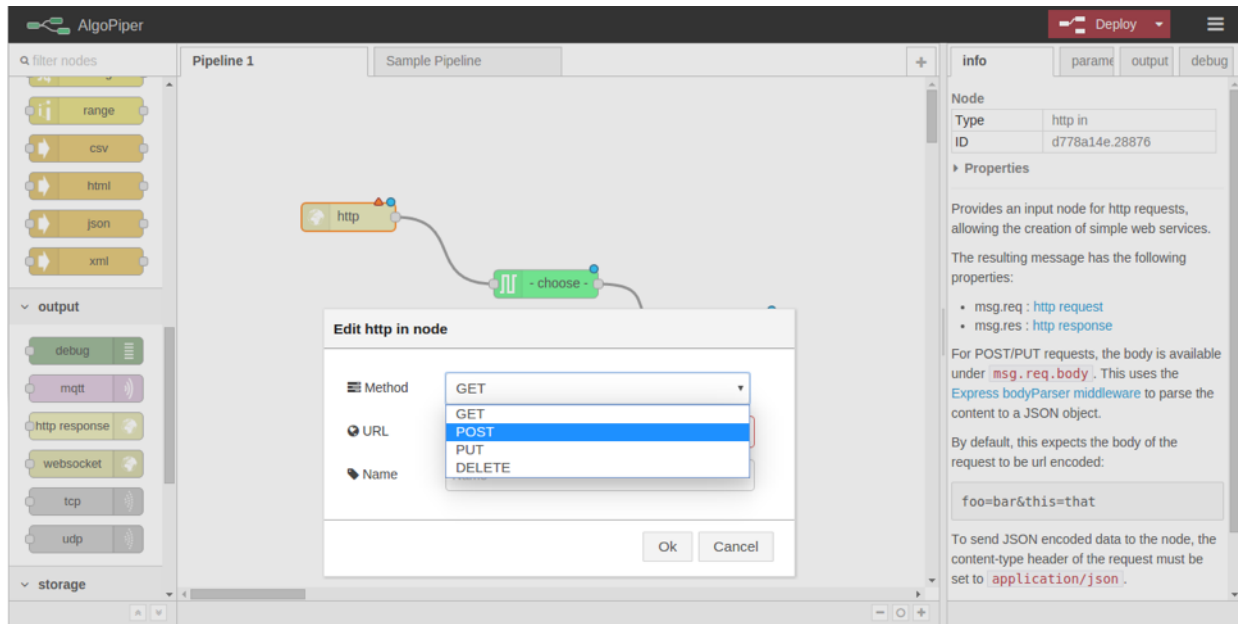 AlgoPiper
Deploy
filter nodes
range
csv
html
json
xml
output
debug
mqtt
http response
websocket
tcp
udp
storage
Pipeline 1
Sample Pipeline
http
- choose -
Edit http in node
Method
GET
GET
POST
PUT
DELETE
URL
Name
Ok Cancel
info
parame
output
debug
Node
Type http in
ID d778a14e.28876
Properties
Provides an input node for http requests,
allowing the creation of simple web services.
The resulting message has the following
properties:
• msg.req : http request
• msg.res : http response
For POST/PUT requests, the body is available
under msg.req.body . This uses the
Express bodyParser middleware to parse the
content to a JSON object.
By default, this expects the body of the
request to be url encoded:
foo=bar&this=that
To send JSON encoded data to the node, the
content-type header of the request must be
set to application/json .